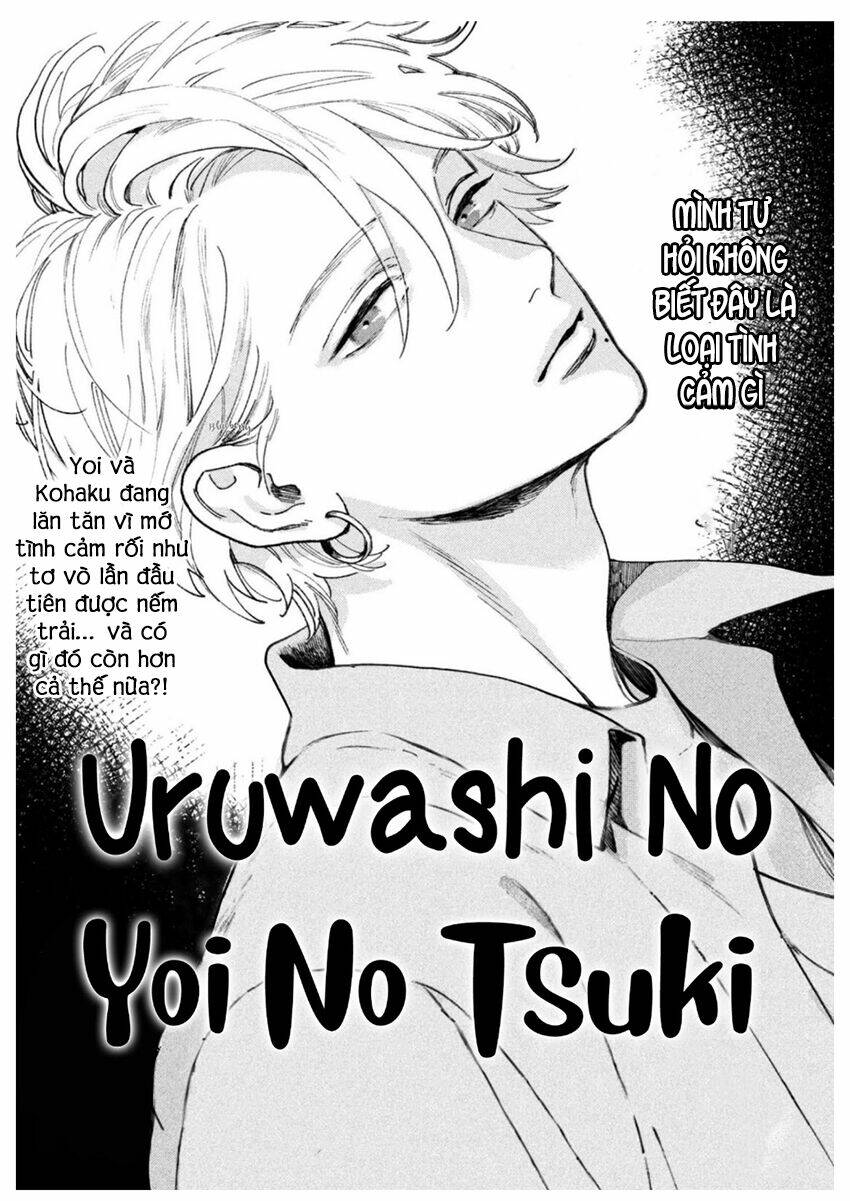 MÌNH TỰ
HỎI KHÔNG
BIẾT ĐÂY LÀ
LOẠI TÌNH
CẢM GÌ
Yoi và
Kohaku đang
lăn tăn vì mớ
tình cảm rối như
tơ vò lần đầu
tiên được nếm
trải... và có
gì đó còn hơn
cả thế nữa?!
Uruwashi No
Yoi No Tsuki